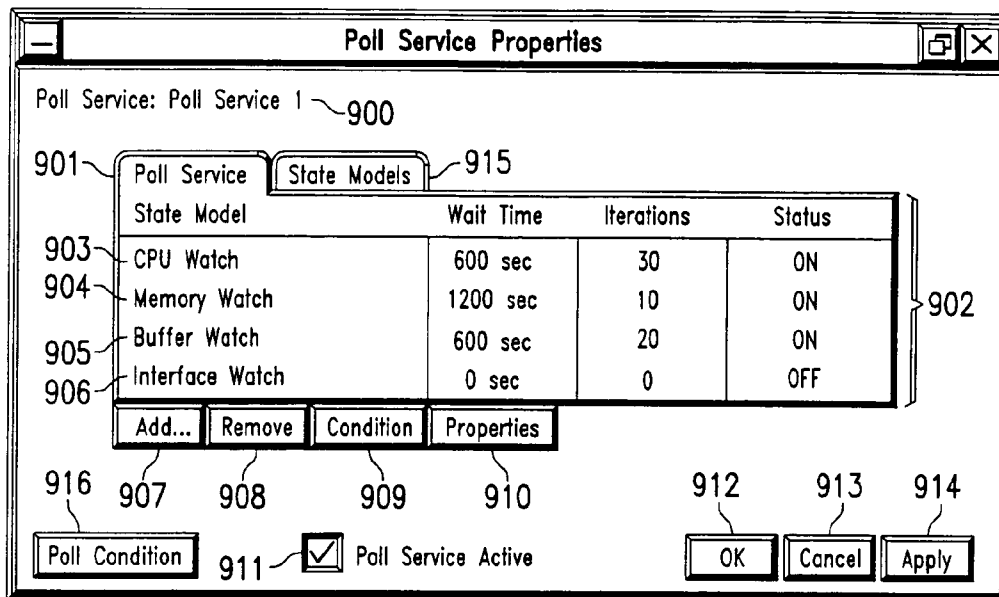 Poll Service Properties
Poll Service: Poll Service 1 900
901 Poll Service State Models 915
State Model Wait Time Iterations Status
903 CPU Watch 600 sec 30 ON
904 Memory Watch 1200 sec 10 ON 902
905 Buffer Watch 600 sec 20 ON
906 Interface Watch 0 sec 0 OFF
Add... Remove Condition Properties
916 907 908 909 910 912 913 914
Poll Condition 911 Poll Service Active OK Cancel Apply